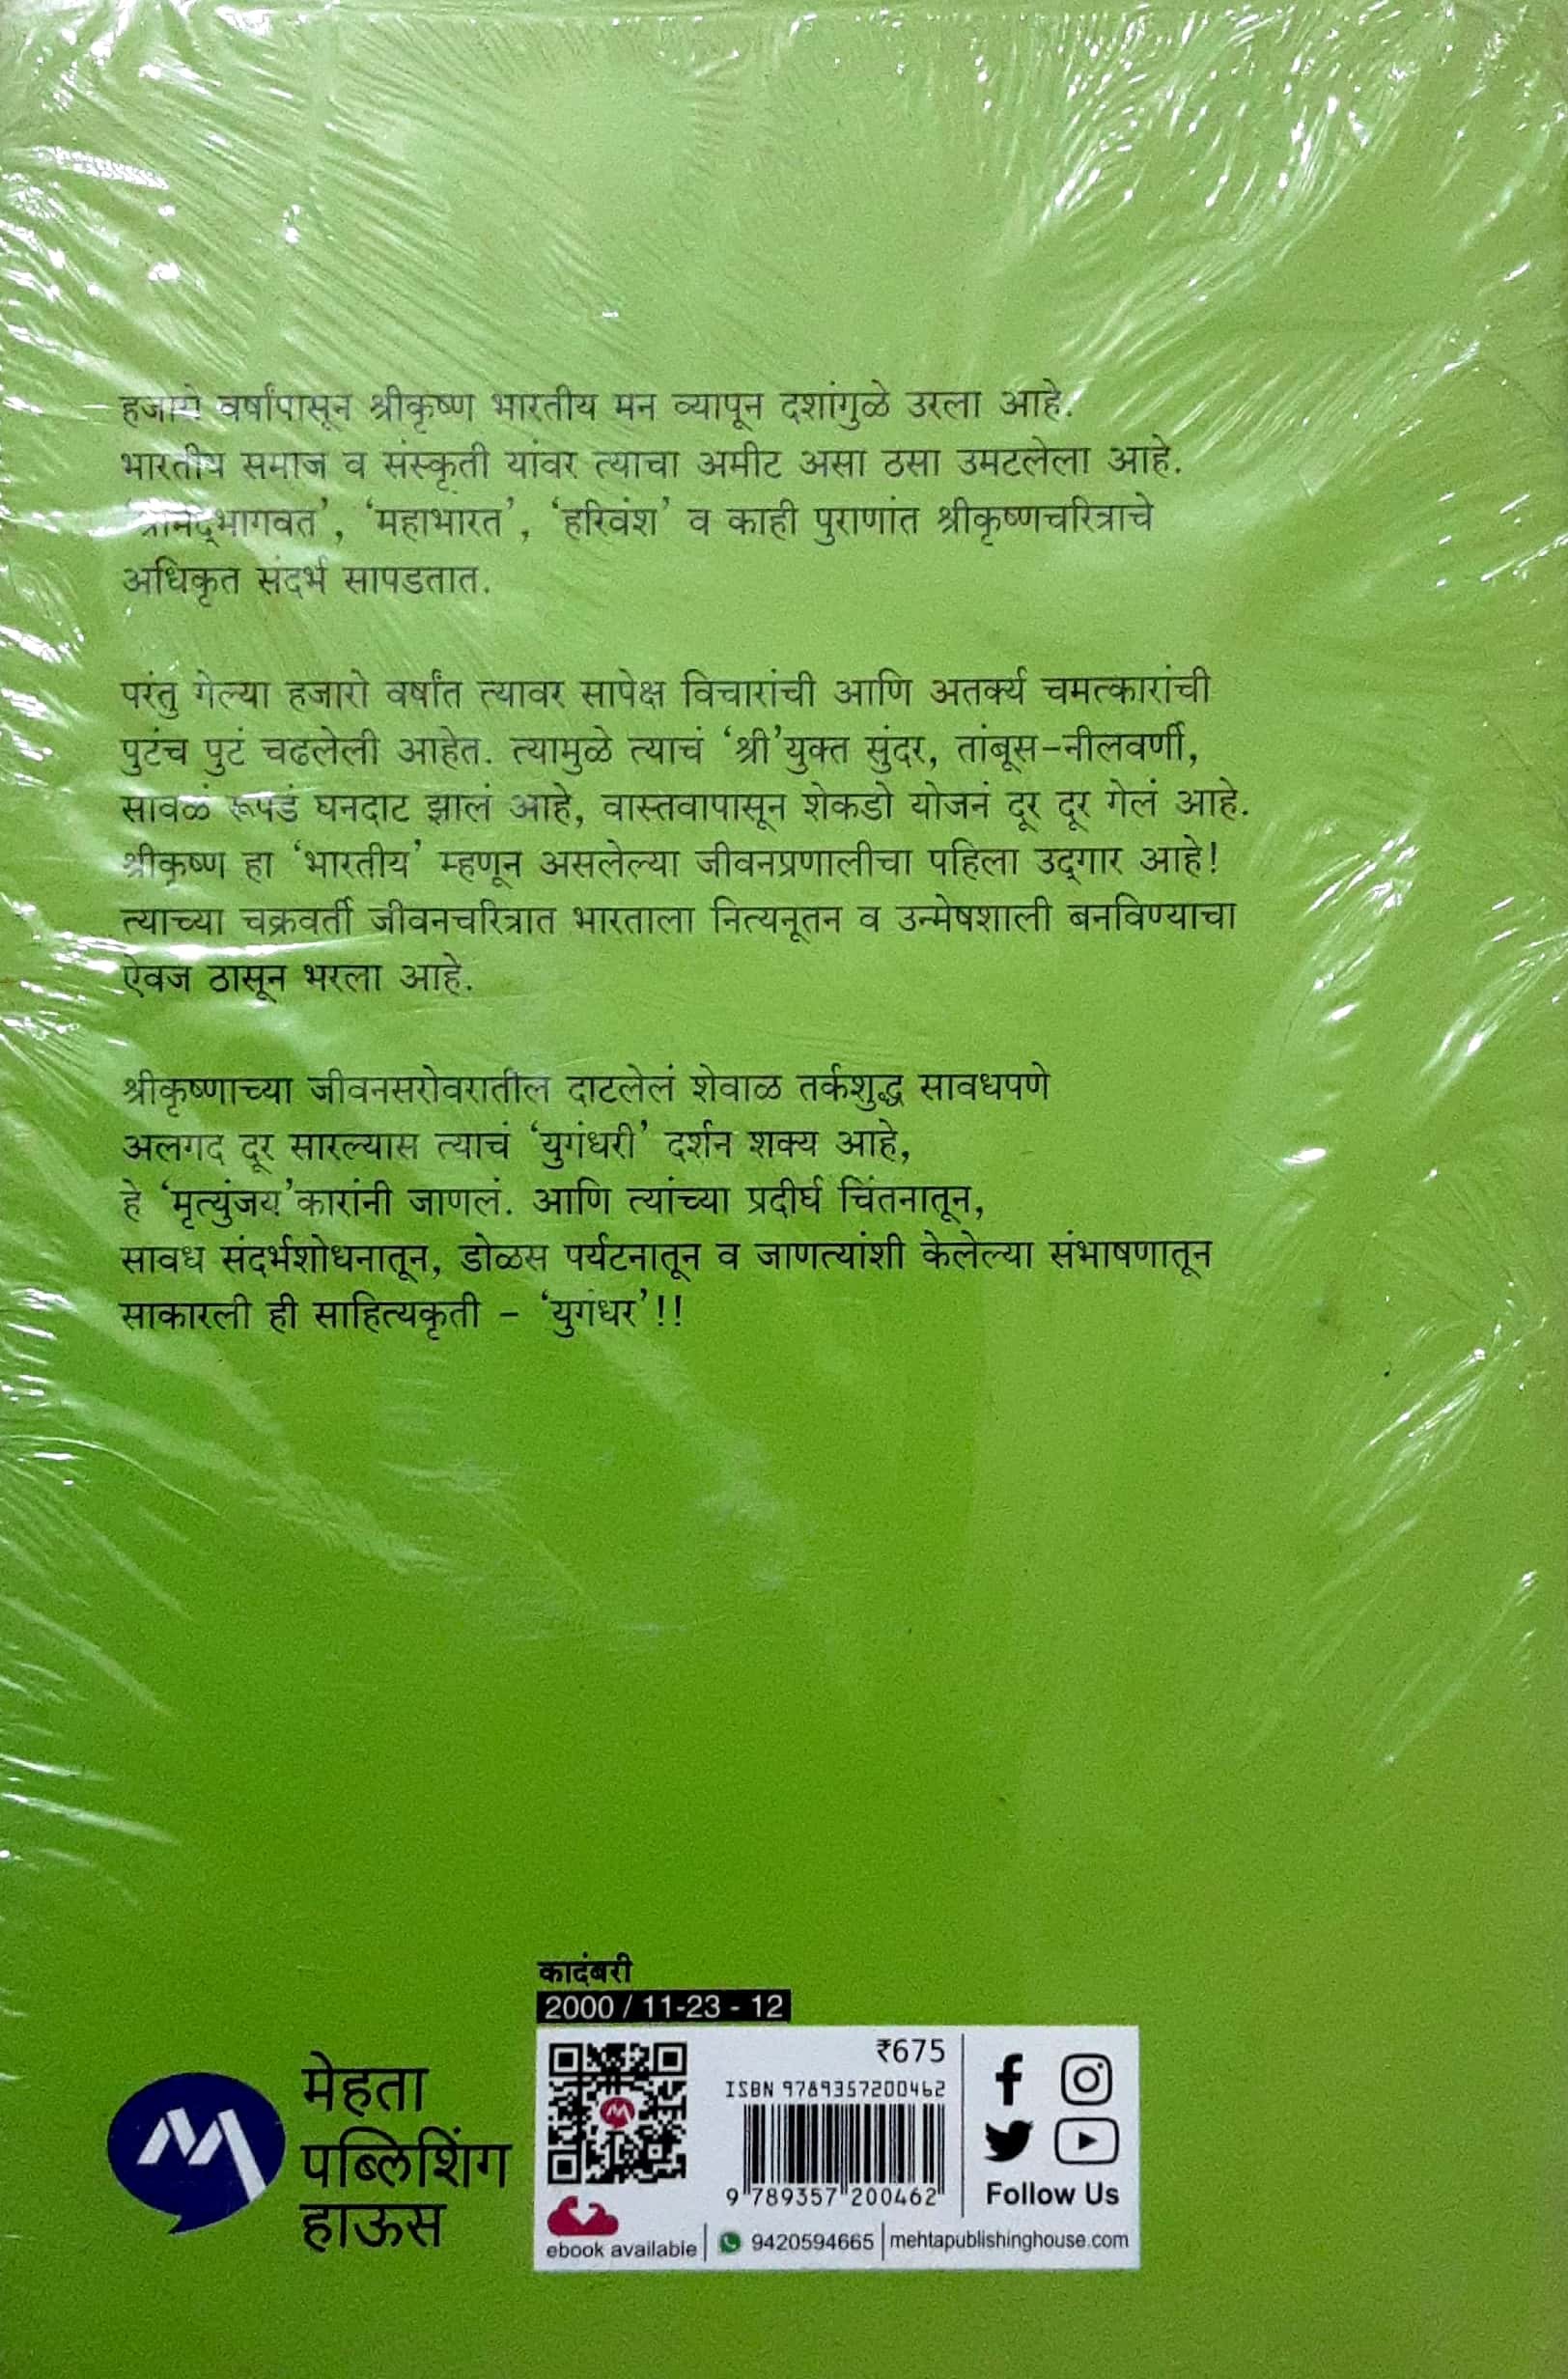 हजारो वर्षांपासून श्रीकृष्ण भारतीय मन व्यापून दशांगुळे उरला आहे.
भारतीय समाज व संस्कृती यांवर त्याचा अमीट असा ठसा उमटलेला आहे.
‘श्रीमद्‌भागवत’, ‘महाभारत’, ‘हरिवंश’ व काही पुराणांत श्रीकृष्णचरित्राचे
अधिकृत संदर्भ सापडतात.
परंतु गेल्या हजारो वर्षांत त्यावर सापेक्ष विचारांची आणि अतर्क्य चमत्कारांची
पुटंच पुटं चढलेली आहेत. त्यामुळे त्याचं ‘श्री’युक्त सुंदर, तांबूस-नीलवर्णी,
सावळं रूपडं घनदाट झालं आहे, वास्तवापासून शेकडो योजनं दूर दूर गेलं आहे.
श्रीकृष्ण हा ‘भारतीय’ म्हणून असलेल्या जीवनप्रणालीचा पहिला उद्‌गार आहे!
त्याच्या चक्रवर्ती जीवनचरित्रात भारताला नित्यनूतन व उन्मेषशाली बनविण्याचा
ऐवज ठासून भरला आहे.
श्रीकृष्णाच्या जीवनसरोवरातील दाटलेलं शेवाळ तर्कशुद्ध सावधपणे
अलगद दूर सारल्यास त्याचं ‘युगंधरी’ दर्शन शक्य आहे,
हे ‘मृत्युंजय’कारांनी जाणलं. आणि त्यांच्या प्रदीर्घ चिंतनातून,
सावध संदर्भशोधनातून, डोळस पर्यटनातून व जाणत्यांशी केलेल्या संभाषणातून
साकारली ही साहित्यकृती - ‘युगंधर’!!
कादंबरी
2000 / 11-23 - 12
मेहता
पब्लिशिंग
हाऊस
₹675
ISBN 9789357200462
9 789357 200462
Follow Us
ebook available
9420594665
mehtapublishinghouse.com